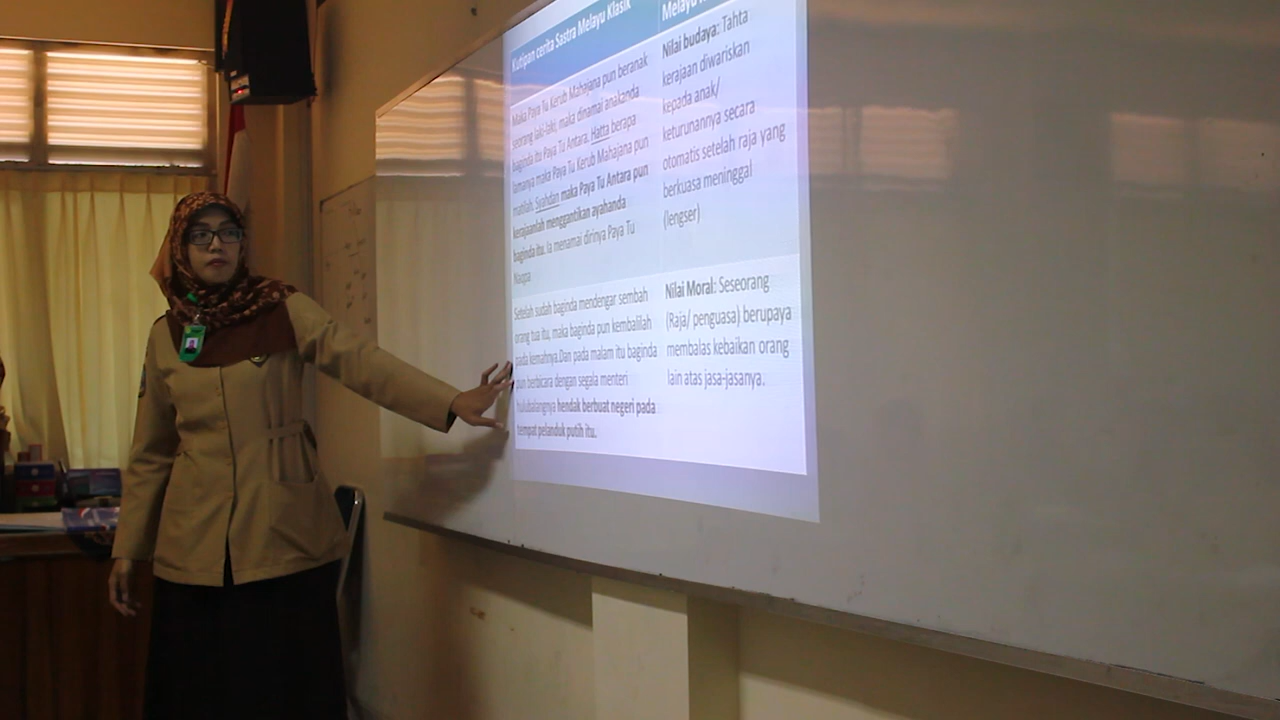 Kutipan cerita Sastra Melayu Klasik
Maka Paya Tu Kerub Mahajana pun beranak
seorang laki-laki, maka dinamai anakanda
baginda itu Paya Tu Antara. Hatta berapa
lamanya maka Paya Tu Kerub Mahajana pun
matilah. Syahdan maka Paya Tu Antara pun
kerajaanlah menggantikan ayahanda
baginda itu. Ia menamai dirinya Paya Tu
Naqpa
Setelah sudah baginda mendengar sembah
orang tua itu, maka baginda pun kembalilah
pada kemahnya.Dan pada malam itu baginda
pun berbicara dengan segala menteri
hulubalangnya hendak berbuat negeri pada
tempat pelanduk putih itu.
Melayu
Nilai budaya: Tahta
kerajaan diwariskan
kepada anak/
keturunannya secara
otomatis setelah raja yang
berkuasa meninggal
(lengser)
Nilai Moral: Seseorang
(Raja/ penguasa) berupaya
membalas kebaikan orang
lain atas jasa-jasanya.